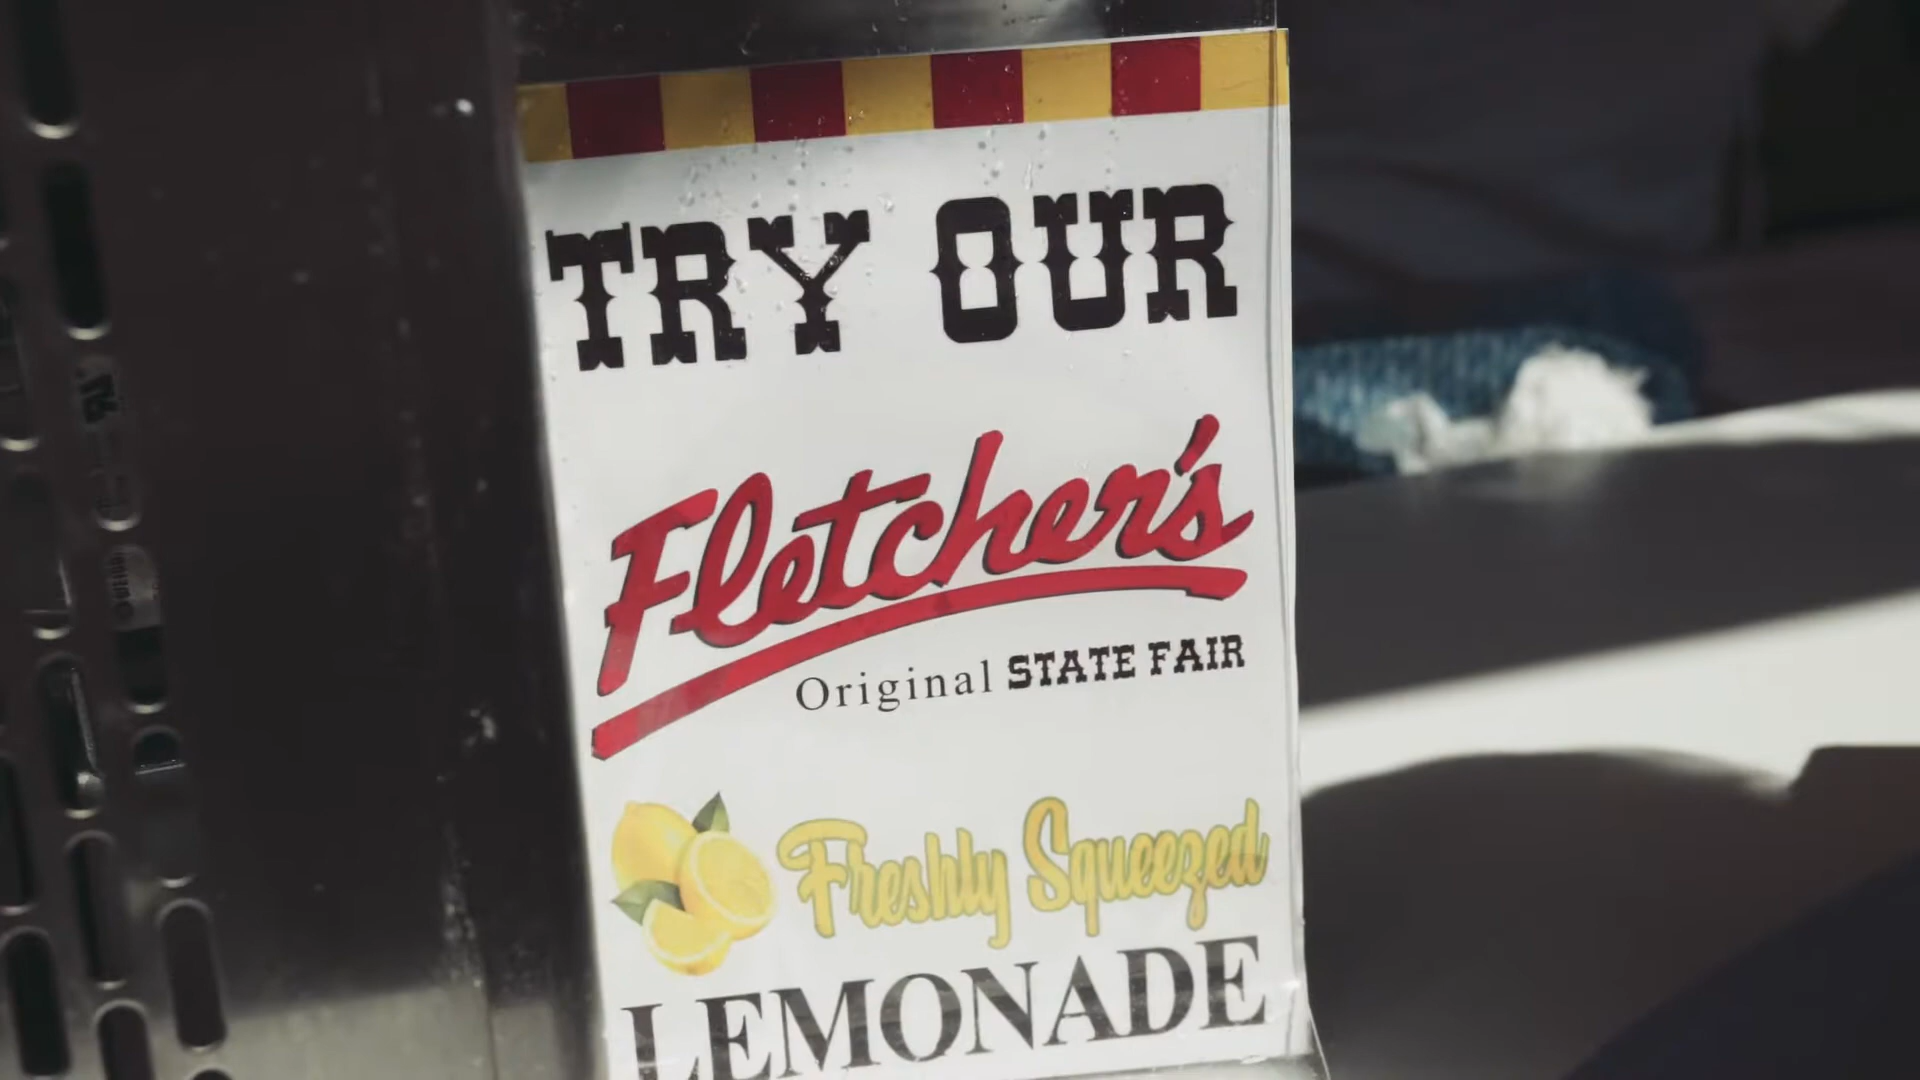 TRY OUR
Fletcher's
Original STATE FAIR
Freshly Squeezed
LEMONADE